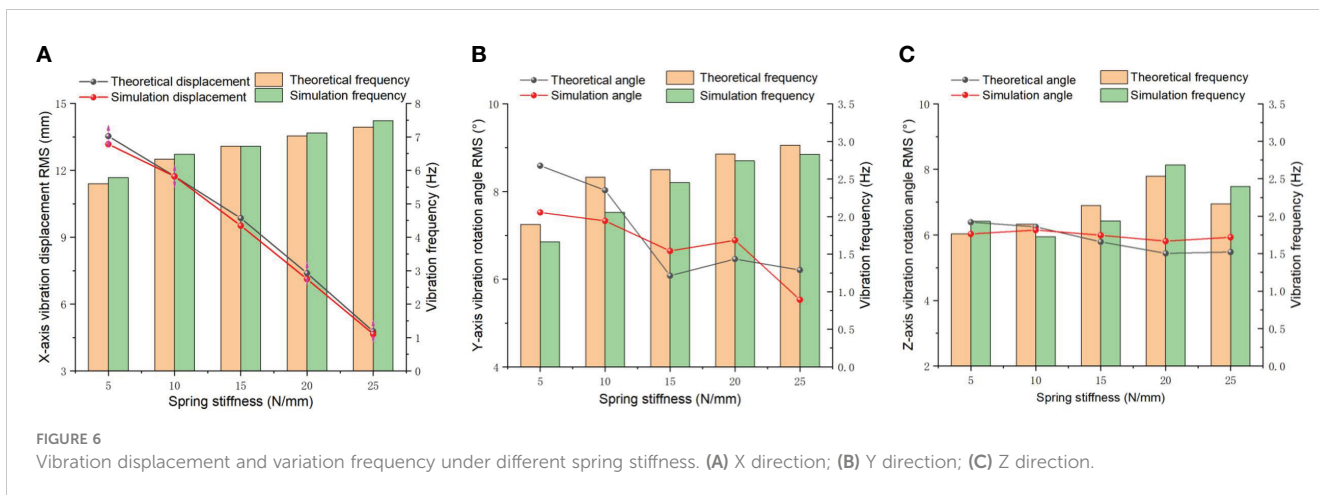 A
Theoretical displacement
Simulation displacement
Theoretical frequency
Simulation frequency
15
12
9
6
3
X-axis vibration displacement RMS (mm)
8
7
6
5
4
3
2
1
0
Vibration frequency (Hz)
5 10 15 20 25
Spring stiffness (N/mm)
B
Theoretical angle
Simulation angle
Theoretical frequency
Simulation frequency
10
8
6
4
Y-axis vibration rotation angle RMS (°)
3.5
3.0
2.5
2.0
1.5
1.0
0.5
0.0
Vibration frequency (Hz)
5 10 15 20 25
Spring stiffness (N/mm)
C
Theoretical angle
Simulation angle
Theoretical frequency
Simulation frequency
10
8
6
4
2
Z-axis vibration rotation angle RMS (°)
3.5
3.0
2.5
2.0
1.5
1.0
0.5
0.0
Vibration frequency (Hz)
5 10 15 20 25
Spring stiffness (N/mm)
FIGURE 6
Vibration displacement and variation frequency under different spring stiffness. (A) X direction; (B) Y direction; (C) Z direction.